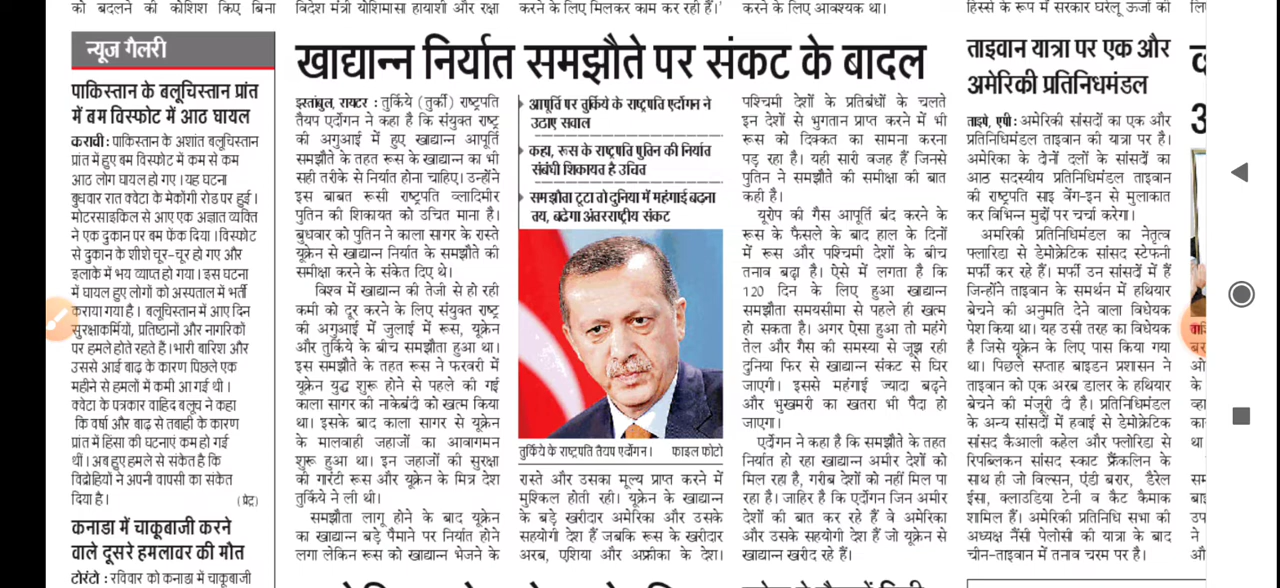 को बदलने की कोशिश किए बिना
न्यूज गैलरी
पाकिस्तान के बलूचिस्तान प्रांत
में बम विस्फोट में आठ घायल
कराची : पाकिस्तान के अशांत बलूचिस्तान
प्रांत में हुए बम विस्फोट में कम से कम
आठ लोग घायल हो गए । यह घटना
बुधवार रात क्वेटा के मेकोंगी रोड पर हुई ।
मोटरसाइकिल से आए एक अज्ञात व्यक्ति
ने एक दुकान पर बम फेंक दिया । विस्फोट
से दुकान के शीशे चूर-चूर हो गए और
इलाके में भय व्याप्त हो गया । इस घटना
में घायल हुए लोगों को अस्पताल में भर्ती
कराया गया है । बलूचिस्तान में आए दिन
सुरक्षाकर्मियों, प्रतिष्ठानों और नागरिकों
पर हमले होते रहते हैं । भारी बारिश और
उससे आई बाढ़ के कारण पिछले एक
महीने से हमलों में कमी आ गई थी ।
क्वेटा के पत्रकार वाहिद बलूच ने कहा
कि वर्षा और बाढ़ से तबाही के कारण
प्रांत में हिंसा की घटनाएं कम हो गई
थीं । अब हुए हमले से संकेत है कि
विद्रोहियों ने अपनी वापसी का संकेत
दिया है । (प्रेट्र)
कनाडा में चाकूबाजी करने
वाले दूसरे हमलावर की मौत
टोरंटो : रविवार को कनाडा में चाकूबाजी
विदेश मंत्री योशिमासा हायाशी और रक्षा
करने के लिए मिलकर काम कर रही हैं।'
करने के लिए आवश्यक था।
खाद्यान्न निर्यात समझौते पर संकट के बादल
इस्तांबुल, रायटर : तुर्किये (तुर्की) राष्ट्रपति
तैयप एर्दोगन ने कहा है कि संयुक्त राष्ट्र
की अगुआई में हुए खाद्यान्न आपूर्ति
समझौते के तहत रूस के खाद्यान्न का भी
सही तरीके से निर्यात होना चाहिए। उन्होंने
इस बाबत रूसी राष्ट्रपति व्लादिमीर
पुतिन की शिकायत को उचित माना है।
बुधवार को पुतिन ने काला सागर के रास्ते
यूक्रेन से खाद्यान्न निर्यात के समझौते की
समीक्षा करने के संकेत दिए थे।
विश्व में खाद्यान्न की तेजी से हो रही
कमी को दूर करने के लिए संयुक्त राष्ट्र
की अगुआई में जुलाई में रूस, यूक्रेन
और तुर्किये के बीच समझौता हुआ था।
इस समझौते के तहत रूस ने फरवरी में
यूक्रेन युद्ध शुरू होने से पहले की गई
काला सागर की नाकेबंदी को खत्म किया
था। इसके बाद काला सागर से यूक्रेन
के मालवाही जहाजों का आवागमन
शुरू हुआ था। इन जहाजों की सुरक्षा
की गारंटी रूस और यूक्रेन के मित्र देश
तुर्किये ने ली थी।
समझौता लागू होने के बाद यूक्रेन
का खाद्यान्न बड़े पैमाने पर निर्यात होने
लगा लेकिन रूस को खाद्यान्न भेजने के
आपूर्ति पर तुर्किये के राष्ट्रपति एर्दोगन ने
उठाए सवाल
कहा, रूस के राष्ट्रपति पुतिन की निर्यात
संबंधी शिकायत है उचित
समझौता टूटा तो दुनिया में महंगाई बढ़ना
तय, बढ़ेगा अंतरराष्ट्रीय संकट
तुर्किये के राष्ट्रपति तैयप एर्दोगन। फाइल फोटो
रास्ते और उसका मूल्य प्राप्त करने में
मुश्किल होती रही। यूक्रेन के खाद्यान्न
के बड़े खरीदार अमेरिका और उसके
सहयोगी देश हैं जबकि रूस के खरीदार
अरब, एशिया और अफ्रीका के देश।
पश्चिमी देशों के प्रतिबंधों के चलते
इन देशों से भुगतान प्राप्त करने में भी
रूस को दिक्कत का सामना करना
पड़ रहा है। यही सारी वजह हैं जिनसे
पुतिन ने समझौते की समीक्षा की बात
कही है।
यूरोप की गैस आपूर्ति बंद करने के
रूस के फैसले के बाद हाल के दिनों
में रूस और पश्चिमी देशों के बीच
तनाव बढ़ा है। ऐसे में लगता है कि
120 दिन के लिए हुआ खाद्यान्न
समझौता समयसीमा से पहले ही खत्म
हो सकता है। अगर ऐसा हुआ तो महंगे
तेल और गैस की समस्या से जूझ रही
दुनिया फिर से खाद्यान्न संकट से घिर
जाएगी। इससे महंगाई ज्यादा बढ़ने
और भुखमरी का खतरा भी पैदा हो
जाएगा।
एर्दोगन ने कहा है कि समझौते के तहत
निर्यात हो रहा खाद्यान्न अमीर देशों को
मिल रहा है, गरीब देशों को नहीं मिल पा
रहा है। जाहिर है कि एर्दोगन जिन अमीर
देशों की बात कर रहे हैं वे अमेरिका
और उसके सहयोगी देश हैं जो यूक्रेन से
खाद्यान्न खरीद रहे हैं।
हिस्से के रूप में सरकार घरेलू ऊर्जा की
ताइवान यात्रा पर एक और
अमेरिकी प्रतिनिधमंडल
ताइपे, एपी : अमेरिकी सांसदों का एक और
प्रतिनिधिमंडल ताइवान की यात्रा पर है।
अमेरिका के दोनों दलों के सांसदों का
आठ सदस्यीय प्रतिनिधिमंडल ताइवान
की राष्ट्रपति साइ वेंग-इन से मुलाकात
कर विभिन्न मुद्दों पर चर्चा करेगा।
अमरिकी प्रतिनिधिमंडल का नेतृत्व
फ्लारिडा से डेमोक्रेटिक सांसद स्टेफनी
मर्फी कर रहे हैं। मर्फी उन सांसदों में हैं
जिन्होंने ताइवान के समर्थन में हथियार
बेचने की अनुमति देने वाला विधेयक
पेश किया था। यह उसी तरह का विधेयक
है जिसे यूक्रेन के लिए पास किया गया
था। पिछले सप्ताह बाइडन प्रशासन ने
ताइवान को एक अरब डालर के हथियार
बेचने की मंजूरी दी है। प्रतिनिधिमंडल
के अन्य सांसदों में हवाई से डेमोक्रेटिक
सांसद कैआली कहेल और फ्लोरिडा से
रिपब्लिकन सांसद स्काट फ्रैंकलिन के
साथ ही जो विल्सन, एंडी बरार, डैरेल
ईसा, क्लाउडिया टेनी व कैट कैमाक
शामिल हैं। अमेरिकी प्रतिनिधि सभा की
अध्यक्ष नैंसी पेलोसी की यात्रा के बाद
चीन-ताइवान में तनाव चरम पर है।